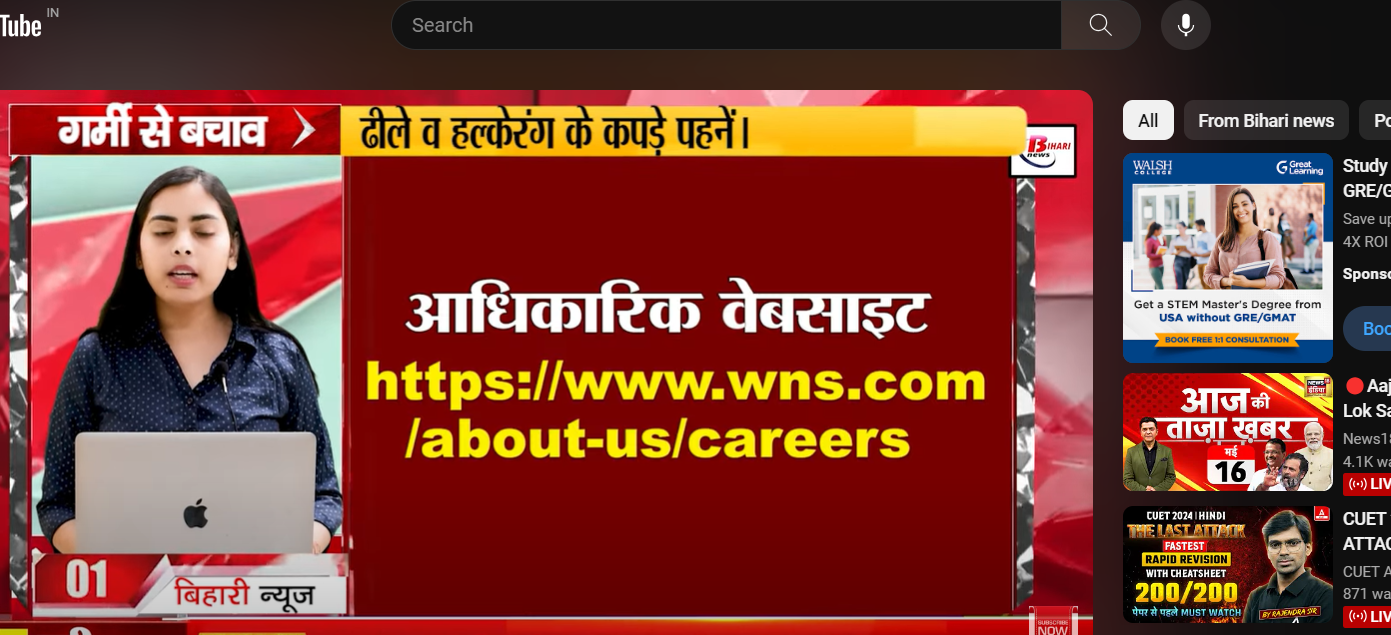 Tube IN
Search
गर्मी से बचाव
ढीले व हल्केरंग के कपड़े पहनें।
BIHARI
news
आधिकारिक वेबसाइट
https://www.wns.com
/about-us/careers
01
बिहारी न्यूज
SUBSCRIBE
NOW
All
From Bihari news
WALSH
COLLEGE
Great
Learning
Get a STEM Master's Degree from
USA without GRE/GMAT
BOOK FREE 1:1 CONSULTATION
Study
GRE/G
Save up
4X ROI
Sponso
Boo
आज की
ताज़ा ख़बर
मई
16
Aaj
Lok Sa
News18
4.1K wa
LIV
CUET 2024 | HINDI
THE LAST ATTACK
FASTEST
RAPID REVISION
WITH CHEATSHEET
200/200
पेपर से पहले MUST WATCH
BY RAJENDRA SIR
CUET
ATTAC
CUET A
871 wa
LIV